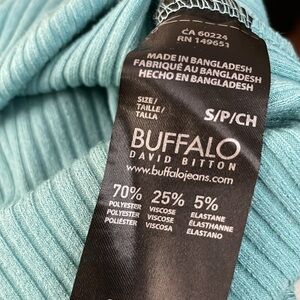 CA 60224
RN 149651
MADE IN BANGLADESH
FABRIQUÉ AU BANGLADESH
HECHO EN BANGLADESH
SIZE/
TAILLE/
TALLA
S/P/CH
BUFFALO
DAVID BITTON
www.buffalojeans.com
70% 25% 5%
POLYESTER VISCOSE ELASTANE
POLYESTER VISCOSE ÉLASTHANNE
POLIÉSTER VISCOSA ELASTANO